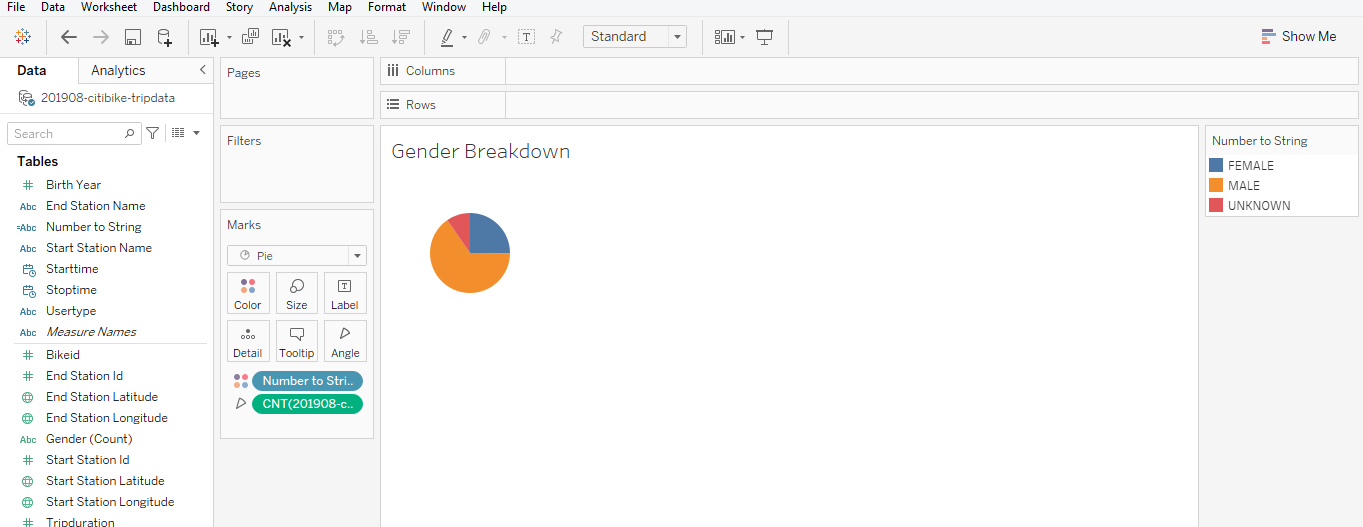 File Data Worksheet Dashboard Story Analysis Map Format Window Help
Standard
Show Me
Data Analytics
201908-citibike-tripdata
Search
Tables
Birth Year
End Station Name
Number to String
Start Station Name
Starttime
Stoptime
Usertype
Measure Names
Bikeid
End Station Id
End Station Latitude
End Station Longitude
Gender (Count)
Start Station Id
Start Station Latitude
Start Station Longitude
Tripduration
Pages
Filters
Marks
Pie
Color Size Label
Detail Tooltip Angle
Number to Stri..
CNT(201908-c..
Columns
Rows
Gender Breakdown
Number to String
FEMALE
MALE
UNKNOWN